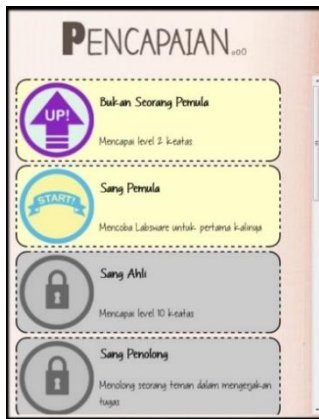 PENCAPAIAN...
UP!
Bukan Seorang Pemula
Mencapai level 2 keatas
START!
Sang Pemula
Mencoba Labsware untuk pertama kalinya
Sang Ahli
Mencapai level 10 keatas
Sang Penolong
Menolong seorang teman dalam mengerjakan
tugas